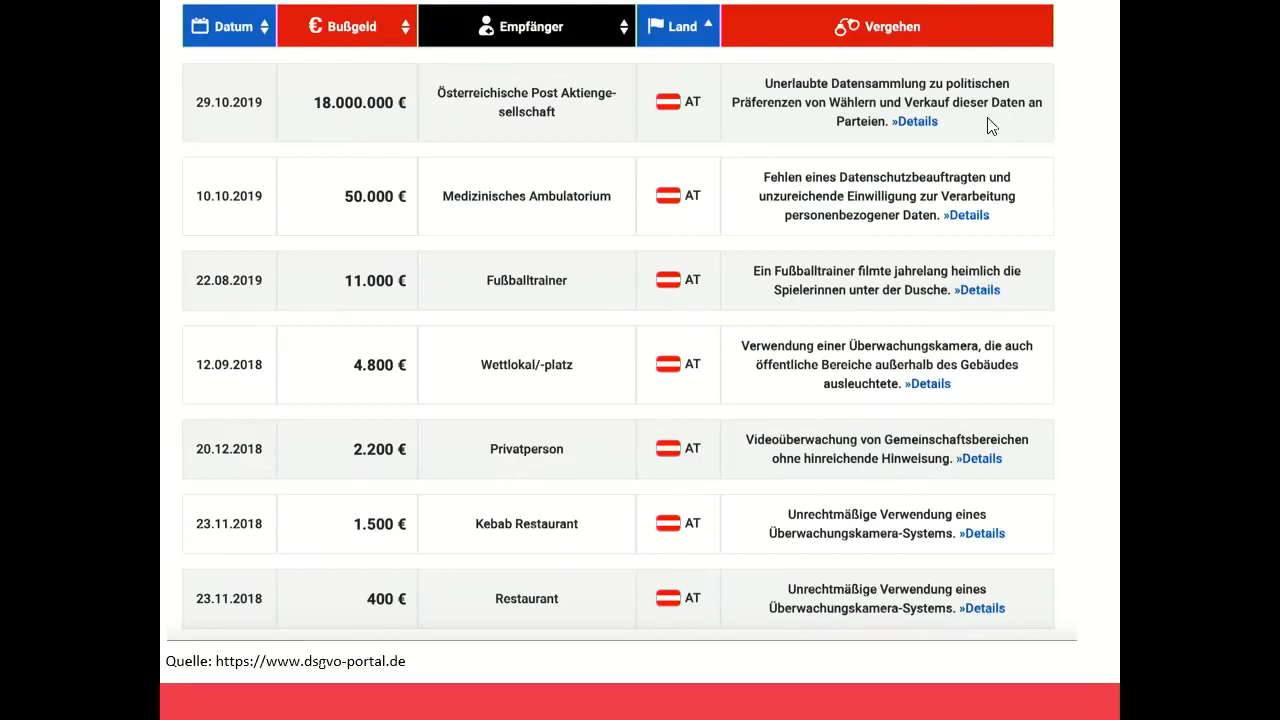 Datum € Bußgeld Empfänger Land Vergehen
29.10.2019
18.000.000 €
Österreichische Post Aktienge-
sellschaft
AT
Unerlaubte Datensammlung zu politischen
Präferenzen von Wählern und Verkauf dieser Daten an
Parteien. »Details
10.10.2019
50.000 €
Medizinisches Ambulatorium
AT
Fehlen eines Datenschutzbeauftragten und
unzureichende Einwilligung zur Verarbeitung
personenbezogener Daten. »Details
22.08.2019
11.000 €
Fußballtrainer
AT
Ein Fußballtrainer filmte jahrelang heimlich die
Spielerinnen unter der Dusche. »Details
12.09.2018
4.800 €
Wettlokal/-platz
AT
Verwendung einer Überwachungskamera, die auch
öffentliche Bereiche außerhalb des Gebäudes
ausleuchtete. »Details
20.12.2018
2.200 €
Privatperson
AT
Videoüberwachung von Gemeinschaftsbereichen
ohne hinreichende Hinweisung. »Details
23.11.2018
1.500 €
Kebab Restaurant
AT
Unrechtmäßige Verwendung eines
Überwachungskamera-Systems. »Details
23.11.2018
400 €
Restaurant
AT
Unrechtmäßige Verwendung eines
Überwachungskamera-Systems. »Details
Quelle: https://www.dsgvo-portal.de